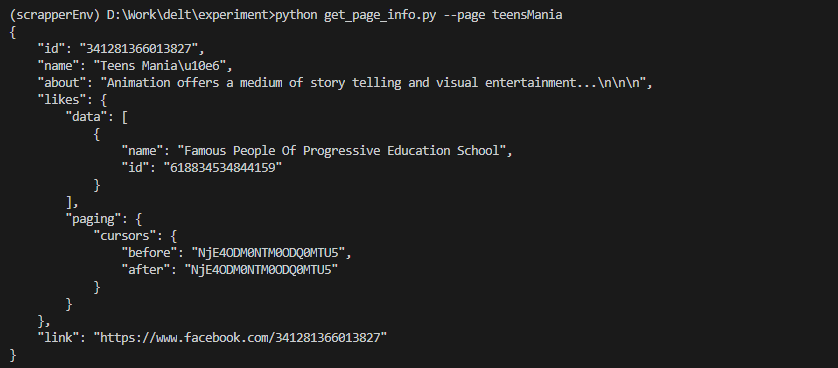 (scrapperEnv) D:\Work\delt\experiment>python get_page_info.py --page teensMania
{
    "id": "341281366013827",
    "name": "Teens Mania\u10e6",
    "about": "Animation offers a medium of story telling and visual entertainment...\n\n\n",
    "likes": {
        "data": [
            {
                "name": "Famous People Of Progressive Education School",
                "id": "618834534844159"
            }
        ],
        "paging": {
            "cursors": {
                "before": "NjE4ODM0NTM0ODQ0MTU5",
                "after": "NjE4ODM0NTM0ODQ0MTU5"
            }
        }
    },
    "link": "https://www.facebook.com/341281366013827"
}